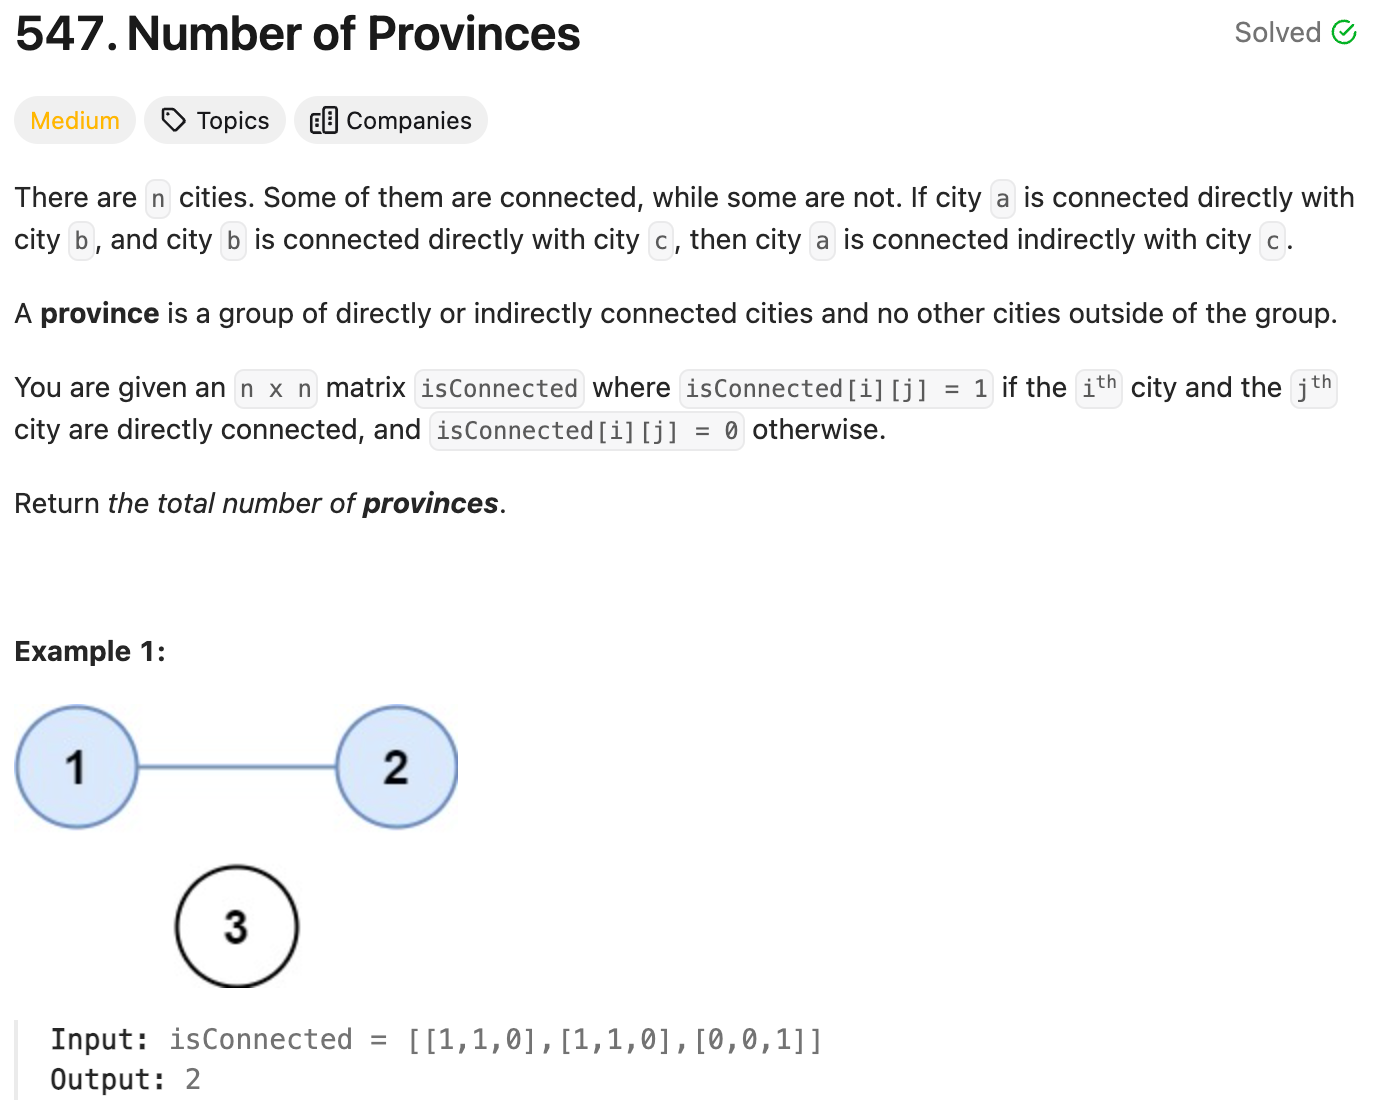 547. Number of Provinces
Solved
Medium
Topics
Companies
There are n cities. Some of them are connected, while some are not. If city a is connected directly with
city b, and city b is connected directly with city c, then city a is connected indirectly with city c.
A province is a group of directly or indirectly connected cities and no other cities outside of the group.
You are given an n x n matrix isConnected where isConnected[i][j] = 1 if the ith city and the jth
city are directly connected, and isConnected[i][j] = 0 otherwise.
Return the total number of provinces.
Example 1:
1
2
3
Input: isConnected = [[1,1,0],[1,1,0],[0,0,1]]
Output: 2